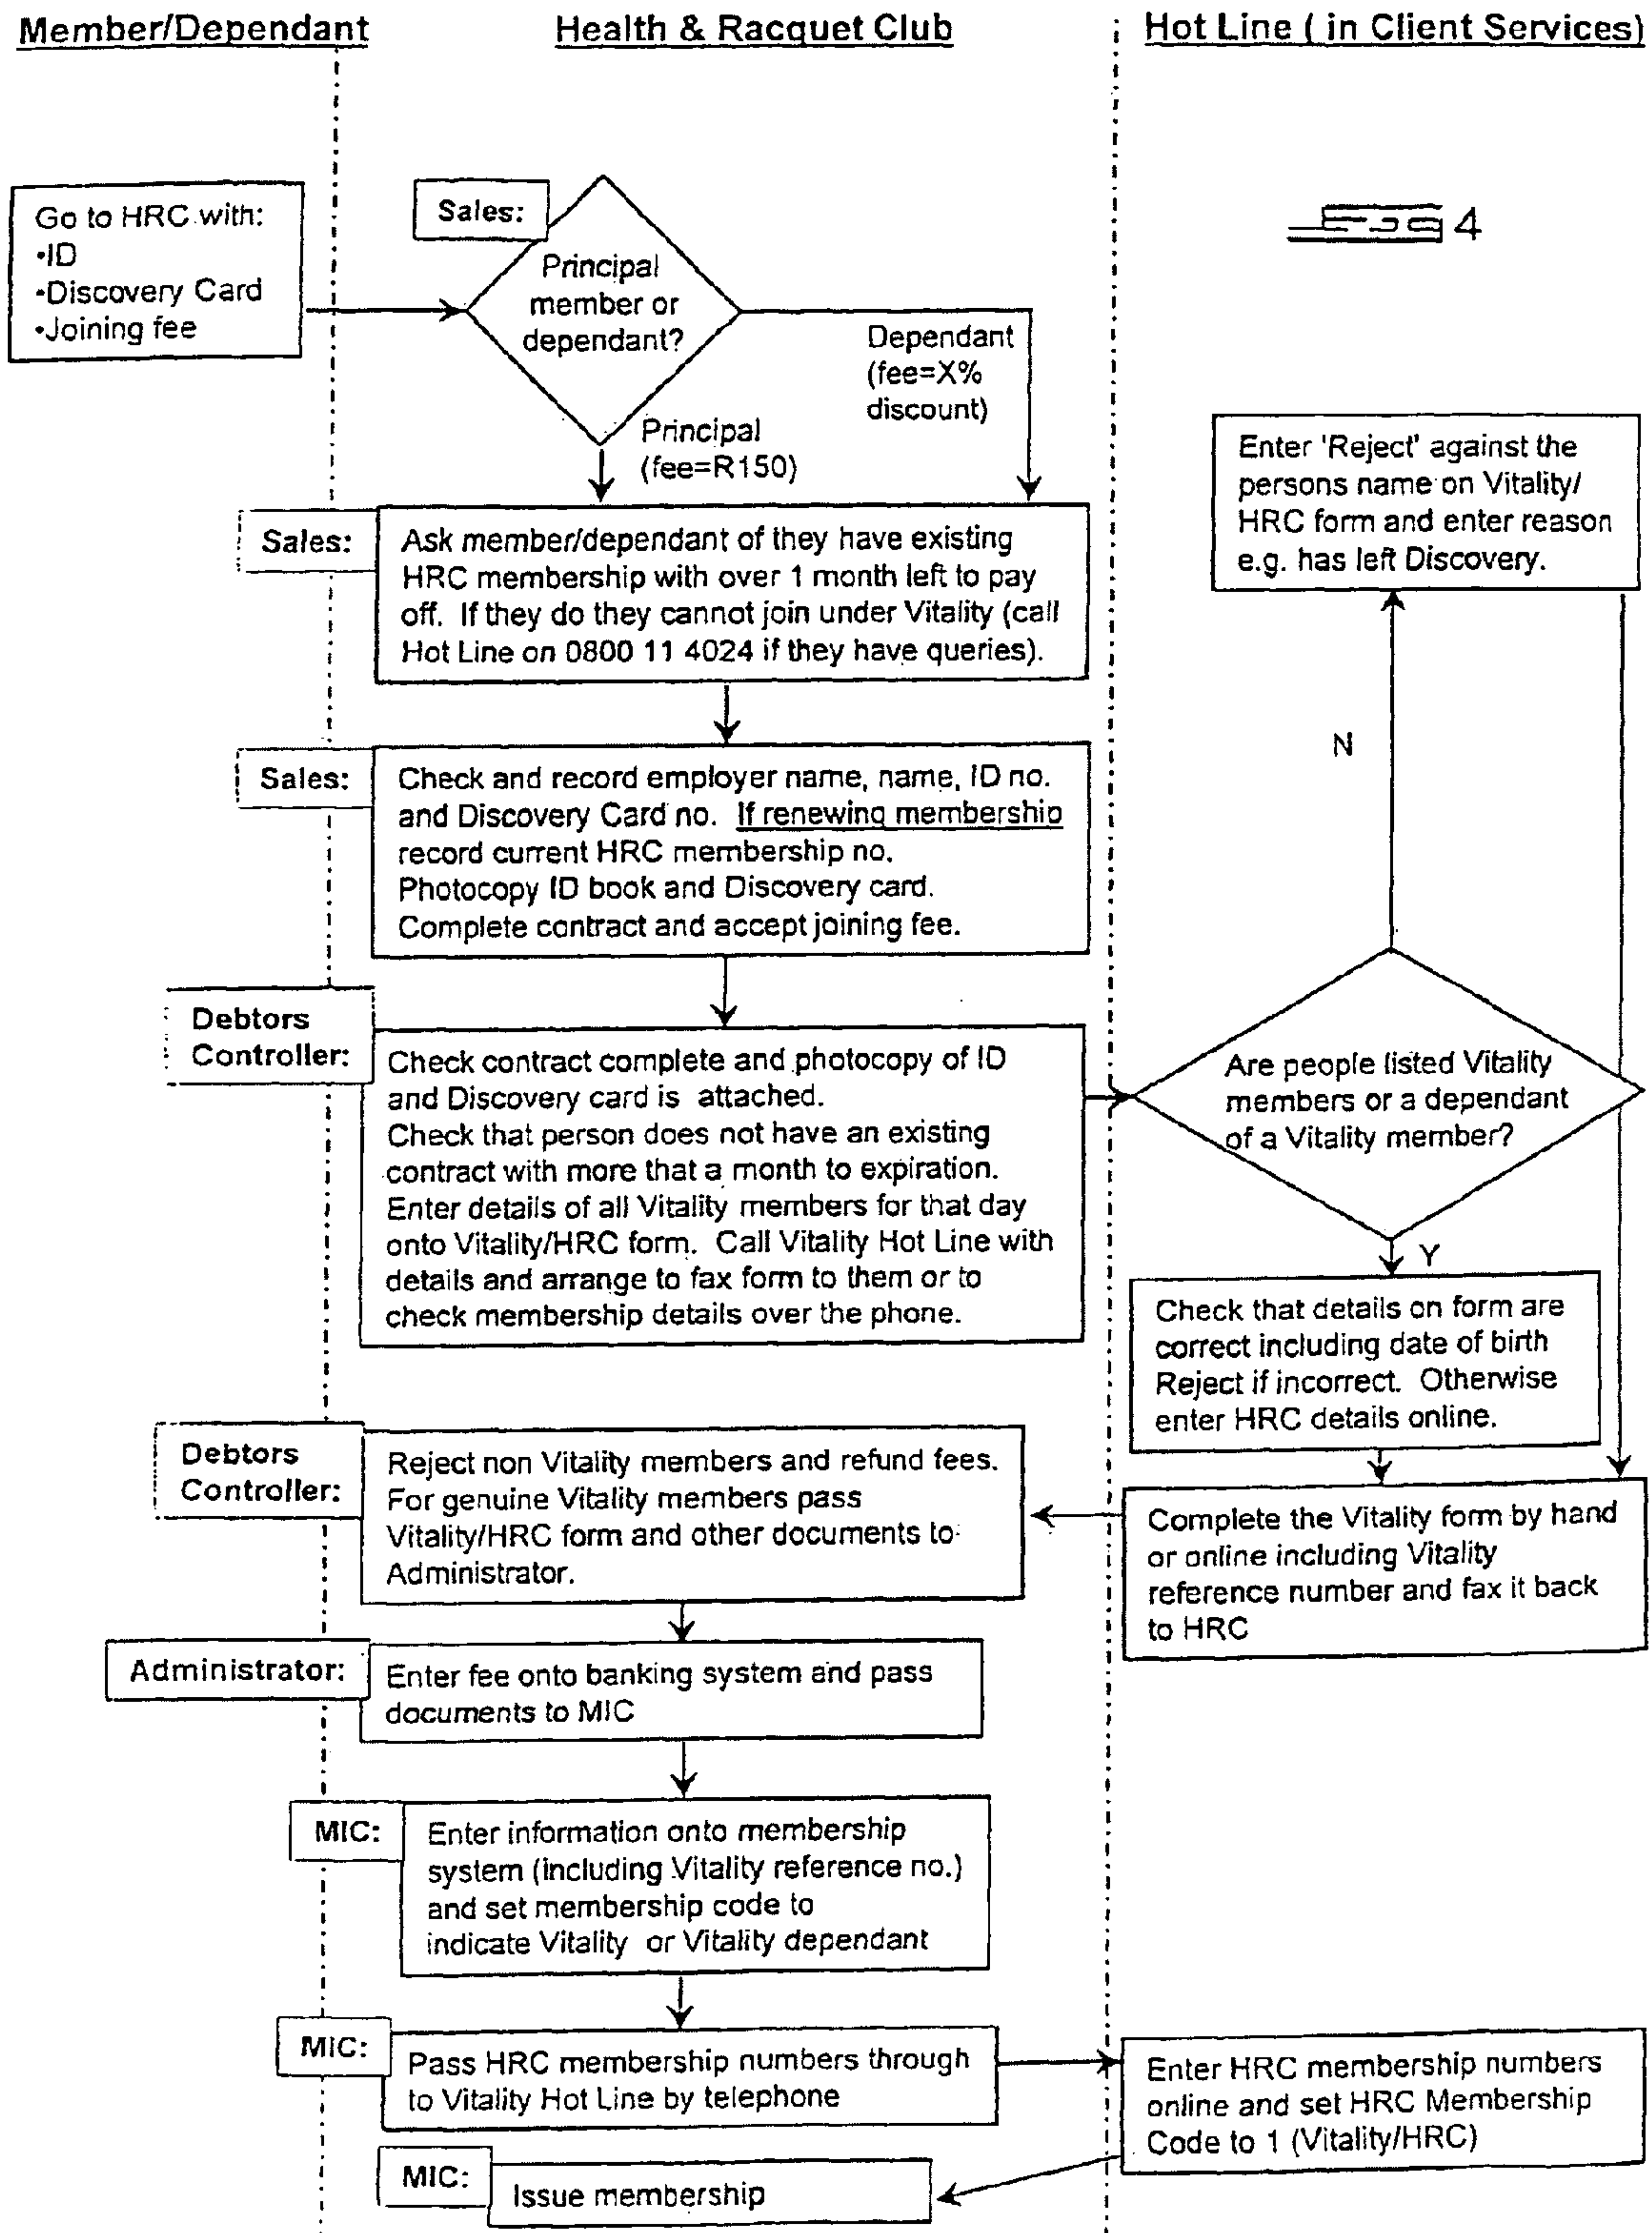 Member/Dependant
Health & Racquet Club
Hot Line ( in Client Services)
Go to HRC with:
•ID
•Discovery Card
•Joining fee
Sales:
Principal
member or
dependant?
Dependant
(fee=X%
discount)
Principal
(fee=R150)
Fig 4
Sales:
Ask member/dependant of they have existing
HRC membership with over 1 month left to pay
off. If they do they cannot join under Vitality (call
Hot Line on 0800 11 4024 if they have queries).
Sales:
Check and record employer name, name, ID no.
and Discovery Card no. If renewing membership
record current HRC membership no.
Photocopy ID book and Discovery card.
Complete contract and accept joining fee.
Debtors
Controller:
Check contract complete and photocopy of ID
and Discovery card is attached.
Check that person does not have an existing
contract with more that a month to expiration.
Enter details of all Vitality members for that day
onto Vitality/HRC form. Call Vitality Hot Line with
details and arrange to fax form to them or to
check membership details over the phone.
Enter 'Reject' against the
persons name on Vitality/
HRC form and enter reason
e.g. has left Discovery.
N
Are people listed Vitality
members or a dependant
of a Vitality member?
Y
Check that details on form are
correct including date of birth
Reject if incorrect. Otherwise
enter HRC details online.
Complete the Vitality form by hand
or online including Vitality
reference number and fax it back
to HRC
Debtors
Controller:
Reject non Vitality members and refund fees.
For genuine Vitality members pass
Vitality/HRC form and other documents to
Administrator.
Administrator:
Enter fee onto banking system and pass
documents to MIC
MIC:
Enter information onto membership
system (including Vitality reference no.)
and set membership code to
indicate Vitality or Vitality dependant
MIC:
Pass HRC membership numbers through
to Vitality Hot Line by telephone
Enter HRC membership numbers
online and set HRC Membership
Code to 1 (Vitality/HRC)
MIC:
Issue membership